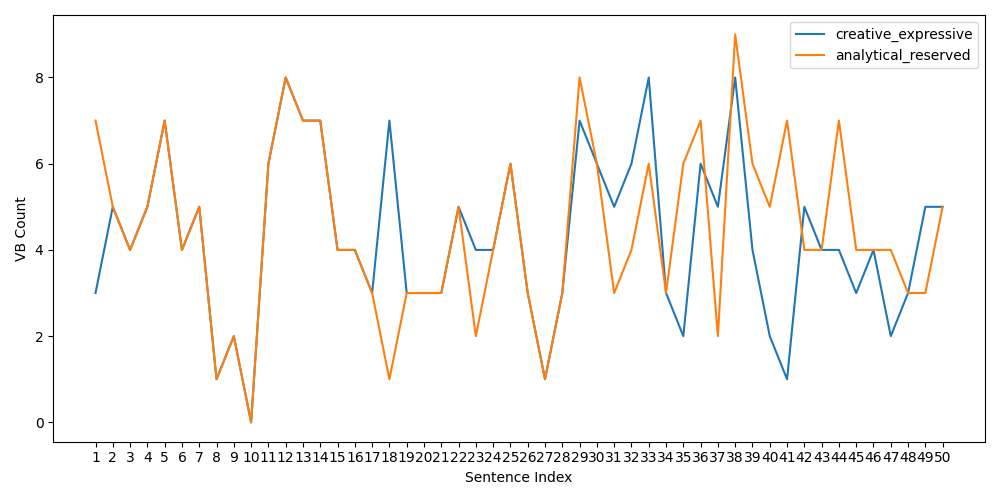 creative_expressive
analytical_reserved
8
6
4
2
0
VB Count
1 2 3 4 5 6 7 8 9 10 11 12 13 14 15 16 17 18 19 20 21 22 23 24 25 26 27 28 29 30 31 32 33 34 35 36 37 38 39 40 41 42 43 44 45 46 47 48 49 50
Sentence Index